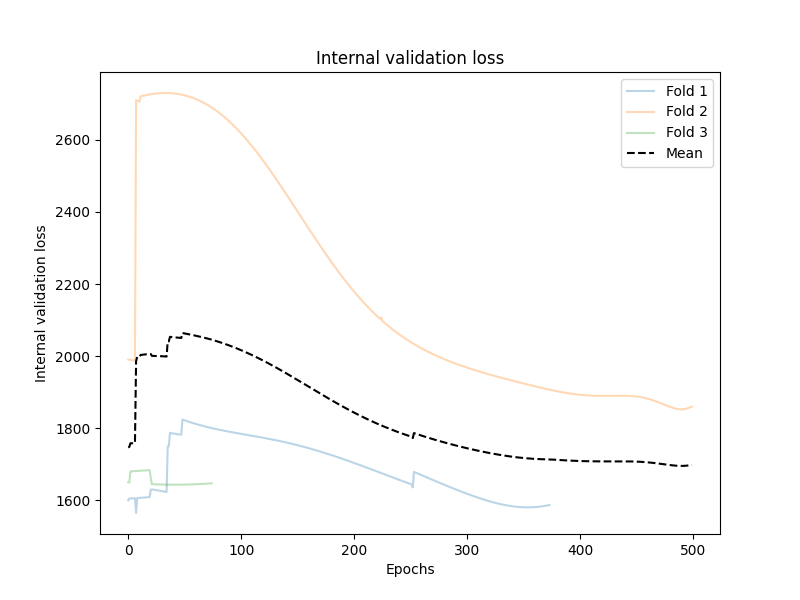 Internal validation loss
Fold 1
Fold 2
Fold 3
Mean
Internal validation loss
2600
2400
2200
2000
1800
1600
0 100 200 300 400 500
Epochs